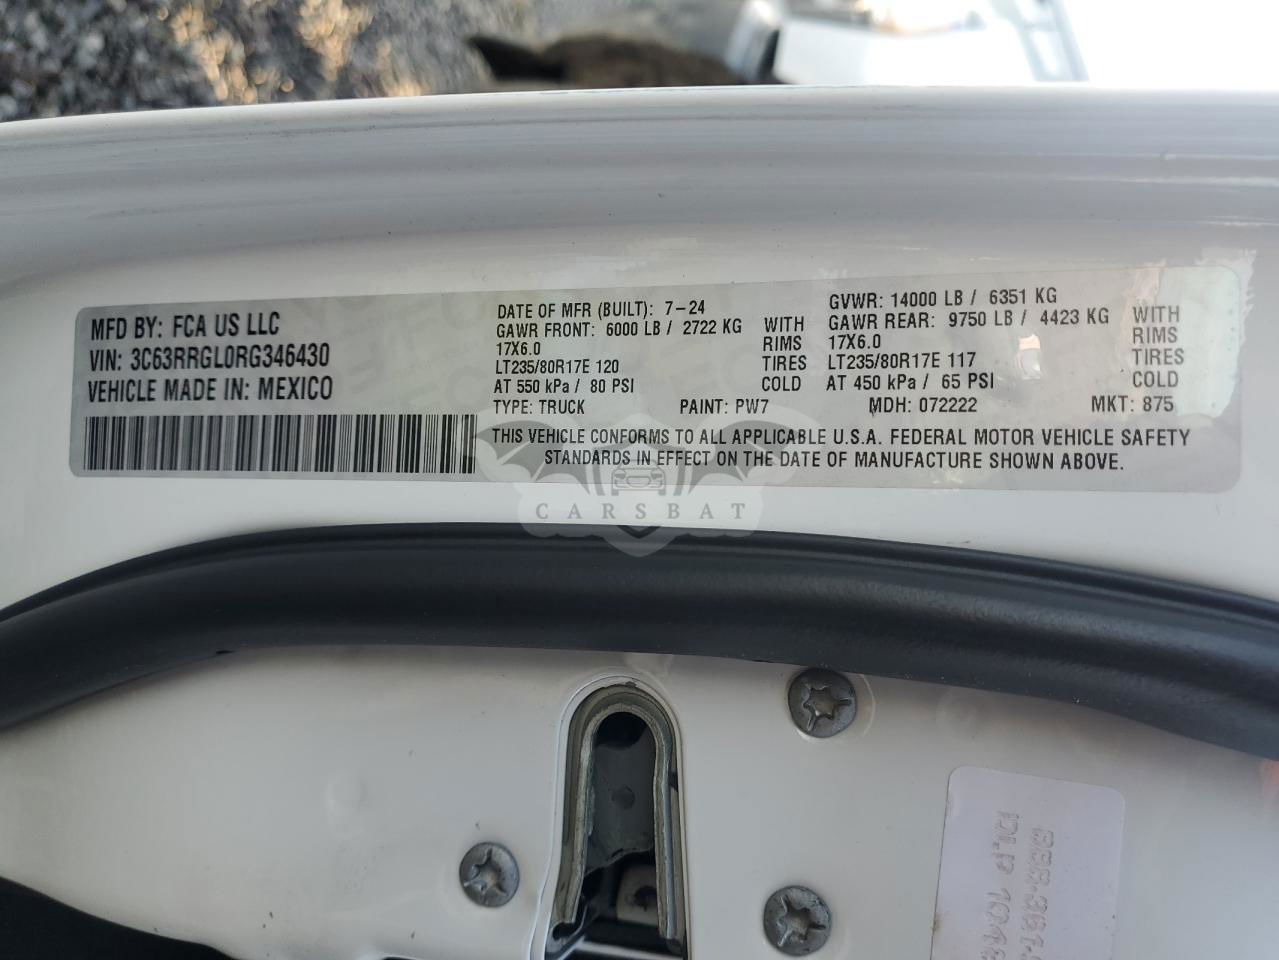 MFD BY: FCA US LLC
VIN: 3C63RRGL0RG346430
VEHICLE MADE IN: MEXICO
DATE OF MFR (BUILT): 7-24
GAWR FRONT: 6000 LB / 2722 KG WITH
17X6.0 RIMS
LT235/80R17E 120 TIRES
AT 550 kPa / 80 PSI COLD
GVWR: 14000 LB / 6351 KG
GAWR REAR: 9750 LB / 4423 KG WITH
17X6.0 RIMS
LT235/80R17E 117 TIRES
AT 450 kPa / 65 PSI COLD
TYPE: TRUCK PAINT: PW7 MDH: 072222 MKT: 875
THIS VEHICLE CONFORMS TO ALL APPLICABLE U.S.A. FEDERAL MOTOR VEHICLE SAFETY
STANDARDS IN EFFECT ON THE DATE OF MANUFACTURE SHOWN ABOVE.
CARSBAT